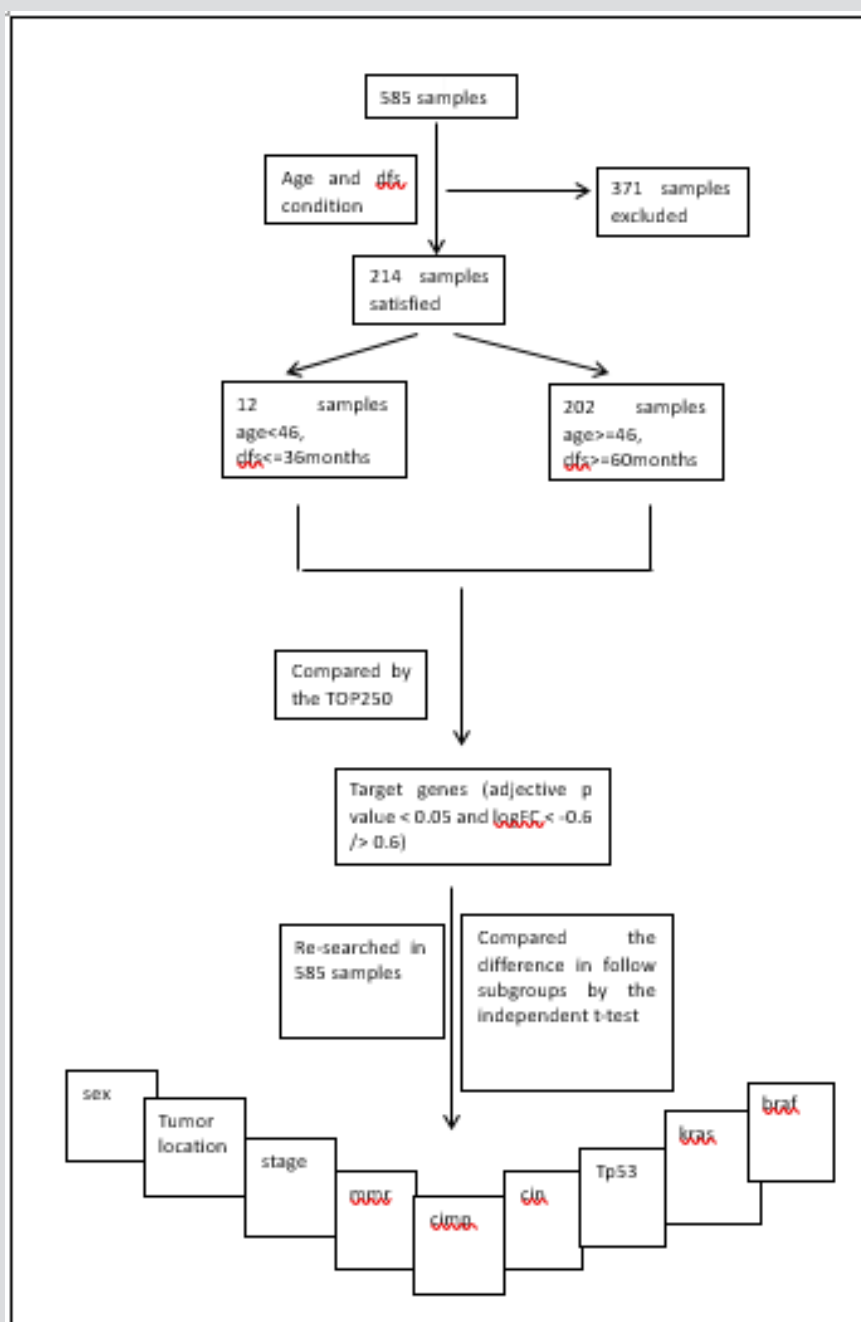 585 samples
Age and dfs
condition
371 samples
excluded
214 samples
satisfied
12 samples
age<46,
dfs<=36months
202 samples
age>=46,
dfs>=60months
Compared by
the TOP250
Target genes (adjective p
value < 0.05 and logFC < -0.6
/> 0.6)
Re-searched in
585 samples
Compared the
difference in follow
subgroups by the
independent t-test
sex
Tumor
location
stage
mmr
cimp
cin
Tp53
kras
braf